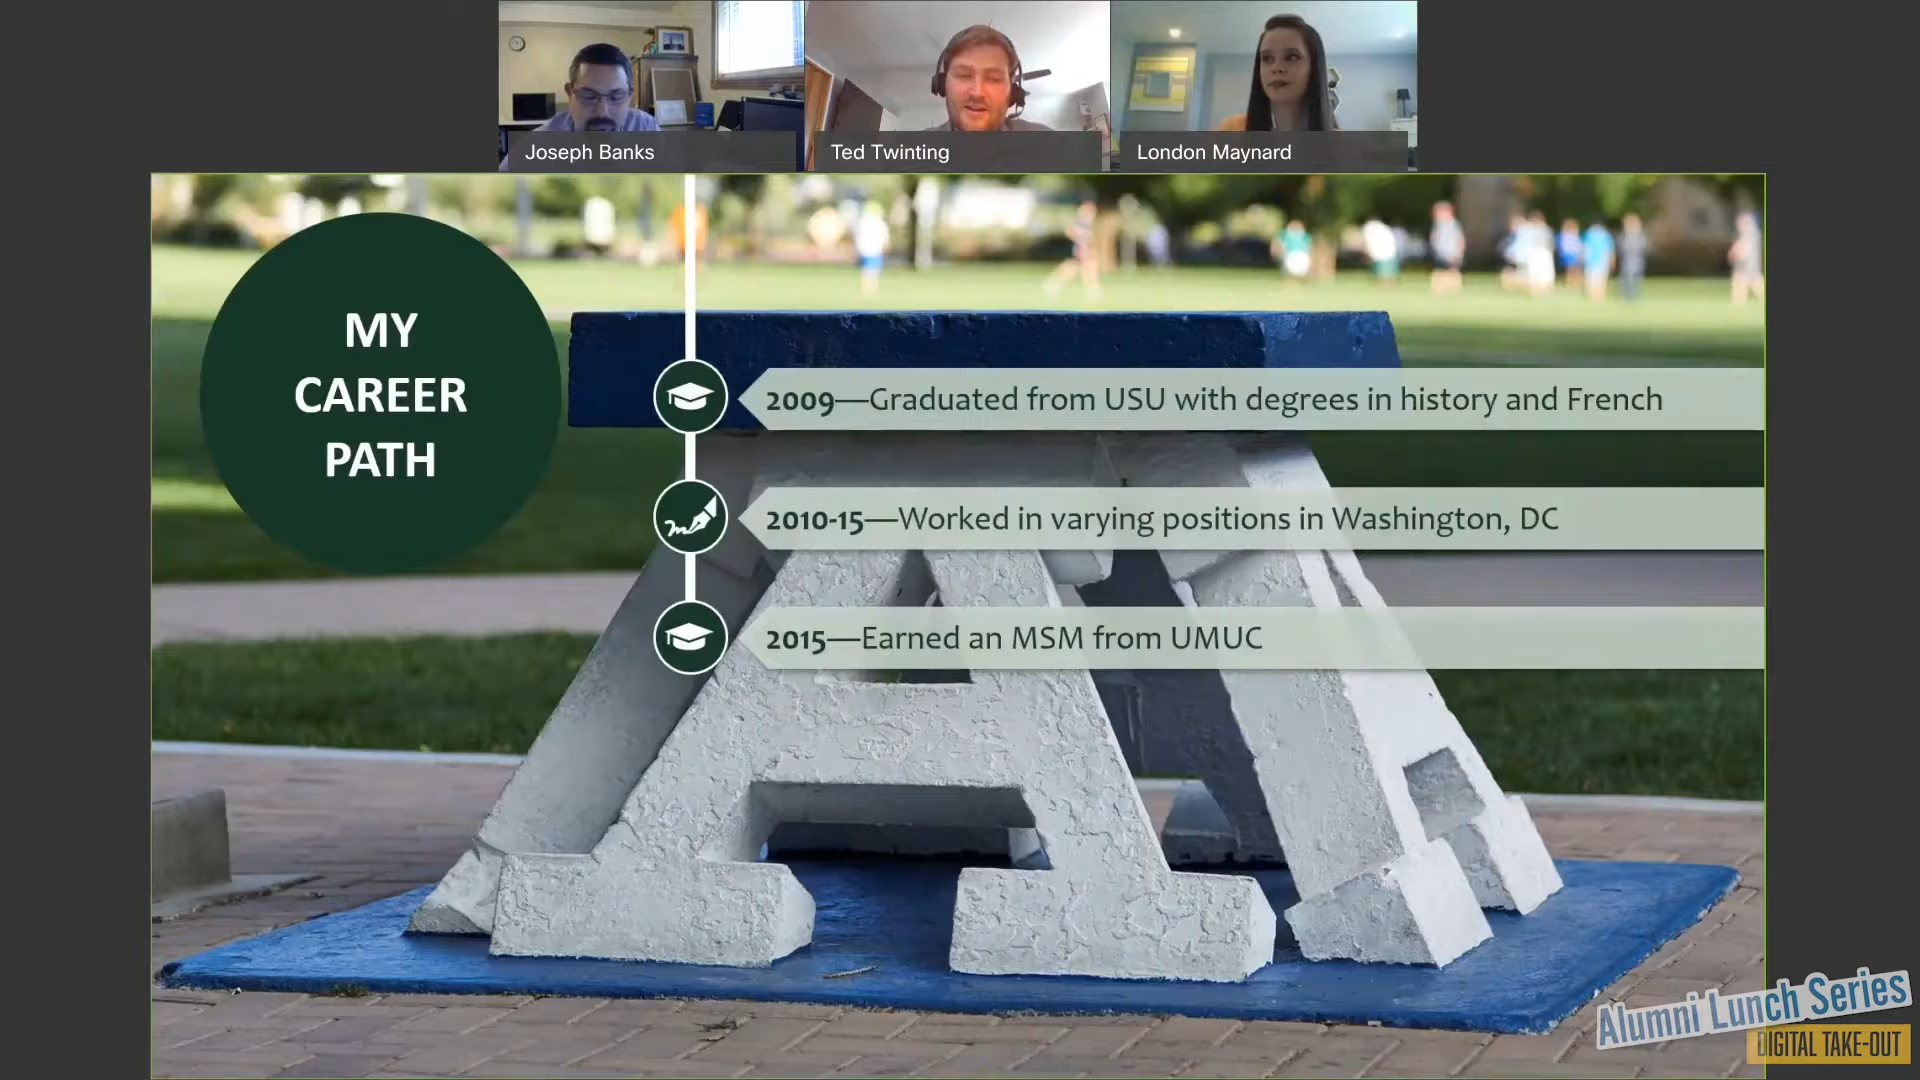 Joseph Banks
Ted Twinting
London Maynard
MY
CAREER
PATH
2009—Graduated from USU with degrees in history and French
2010-15—Worked in varying positions in Washington, DC
2015—Earned an MSM from UMUC
Alumni Lunch Series
DIGITAL TAKE-OUT